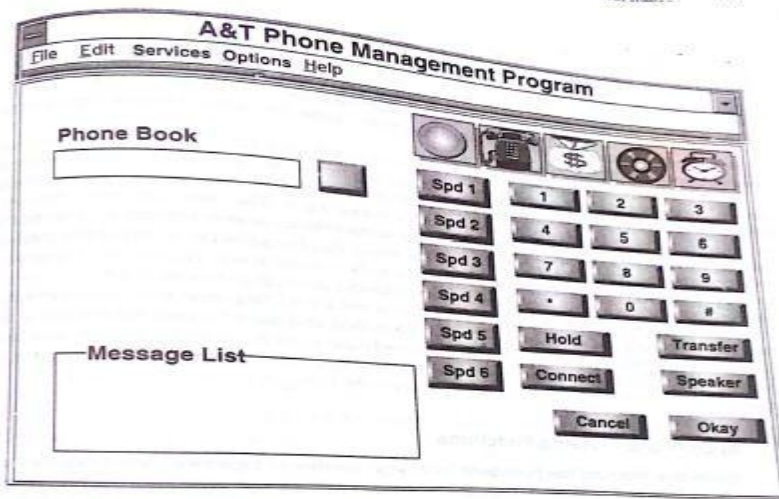 A&T Phone Management Program
File Edit Services Options Help
Phone Book
$$
Spd 1 1 2 3
Spd 2 4 5 6
Spd 3 7 8 9
Spd 4 * 0 #
Spd 5 Hold Transfer
Message List
Spd 6 Connect Speaker
Cancel Okay